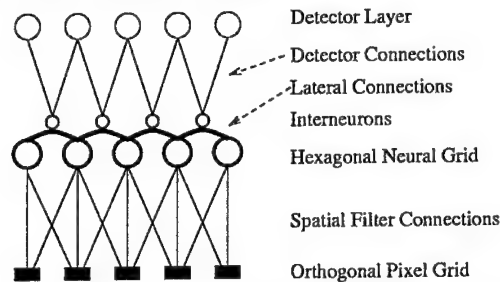 Detector Layer
Detector Connections
Lateral Connections
Interneurons
Hexagonal Neural Grid
Spatial Filter Connections
Orthogonal Pixel Grid